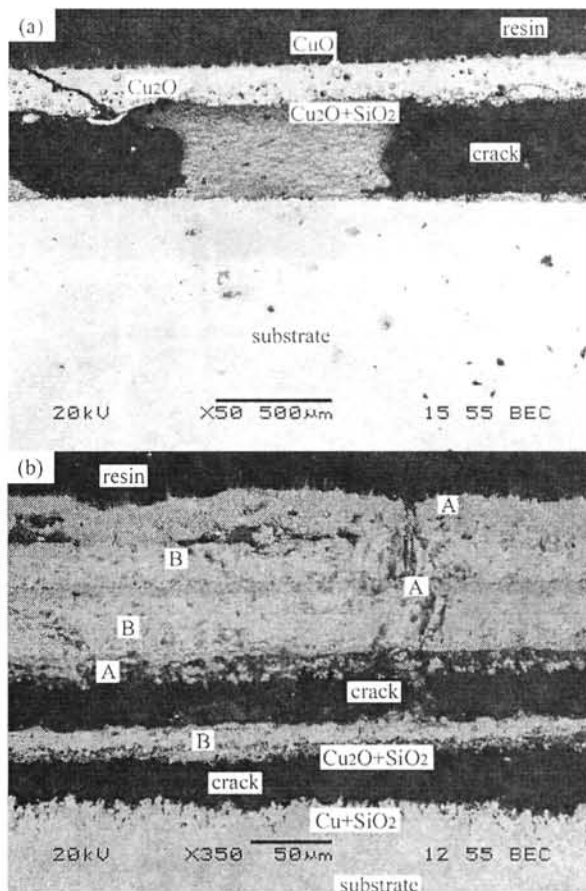 (a)
resin
CuO
Cu2O
Cu2O+SiO2
crack
substrate
20kV X50 500μm 15 55 BEC
(b)
resin
A
B
A
B
A
crack
B
Cu2O+SiO2
crack
Cu+SiO2
20kV X350 50μm 12 55 BEC
substrate